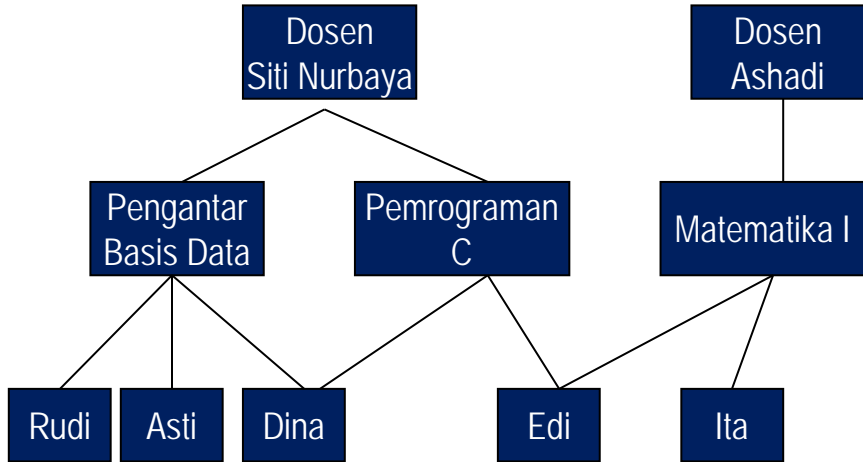 Dosen
Siti Nurbaya
Dosen
Ashadi
Pengantar
Basis Data
Pemrograman
C
Matematika I
Rudi
Asti
Dina
Edi
Ita